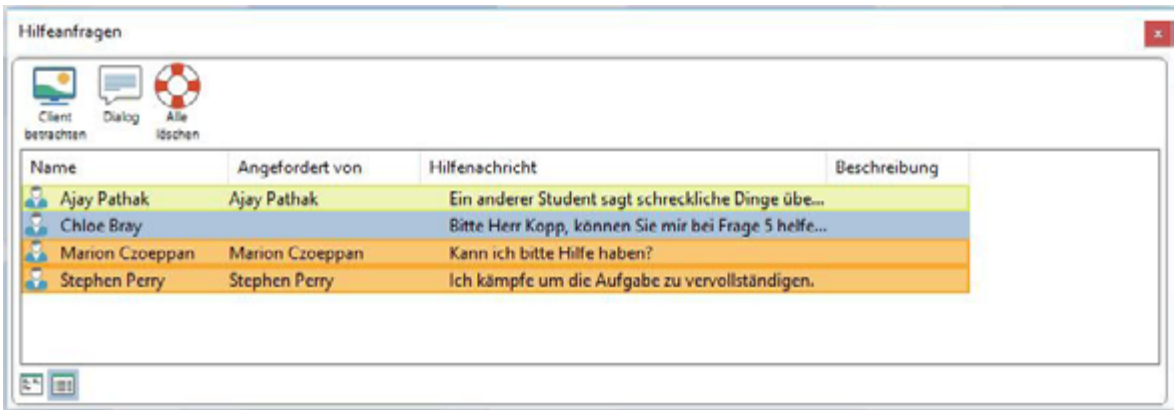 Hilfeanfragen
x
Client betrachten
Dialog
Alle löschen
Name Angefordert von Hilfenachricht Beschreibung
Ajay Pathak Ajay Pathak Ein anderer Student sagt schreckliche Dinge übe...
Chloe Bray Bitte Herr Kopp, können Sie mir bei Frage 5 helfe...
Marion Czoeppan Marion Czoeppan Kann ich bitte Hilfe haben?
Stephen Perry Stephen Perry Ich kämpfe um die Aufgabe zu vervollständigen.